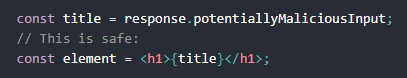 const title = response.potentiallyMaliciousInput;
// This is safe:
const element = <h1>{title}</h1>;